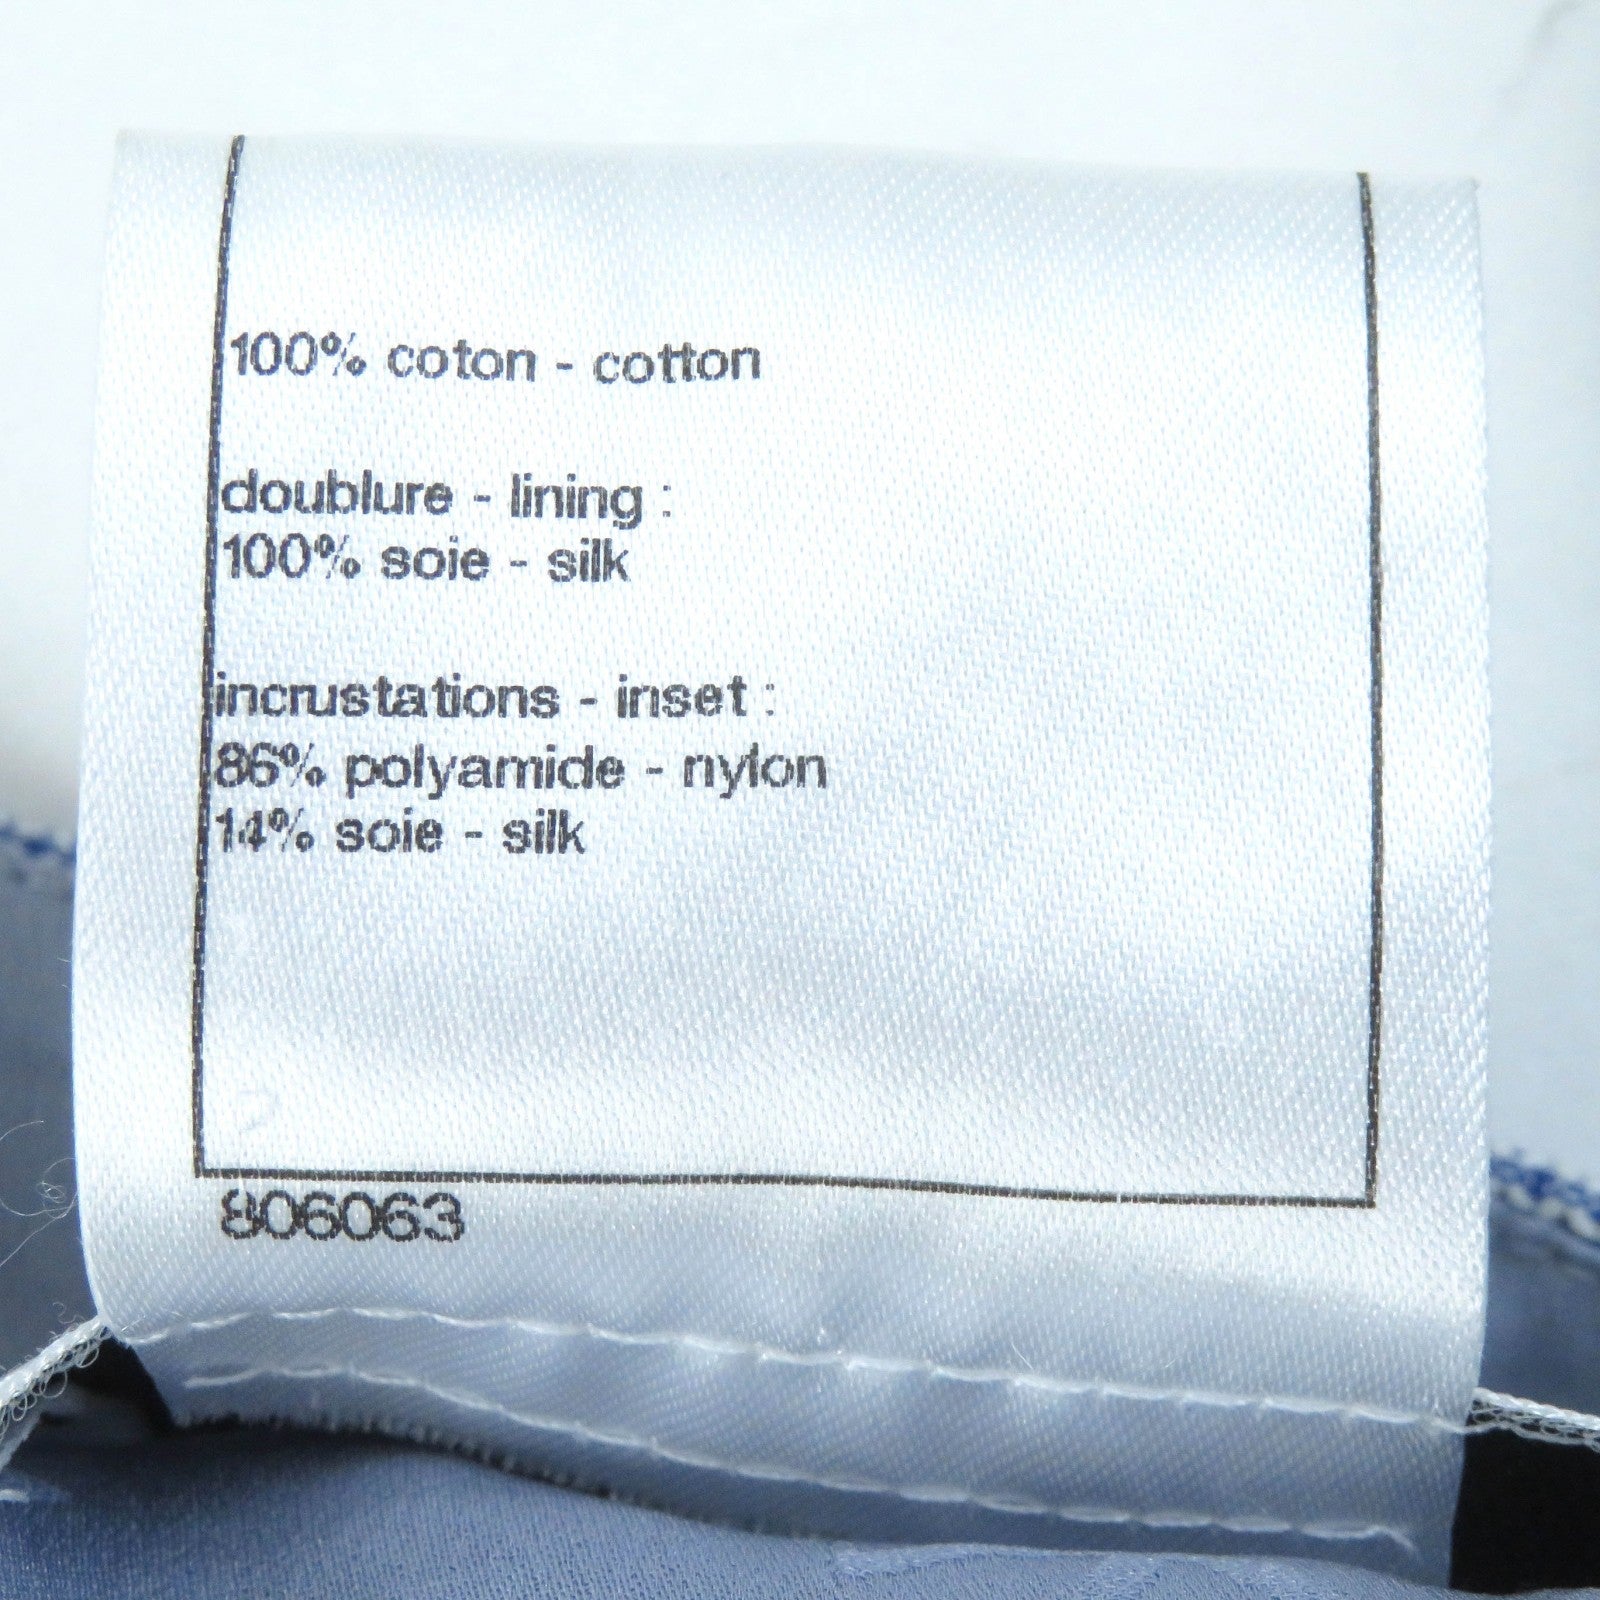 100% coton - cotton
doublure - lining :
100% soie - silk
incrustations - inset :
86% polyamide - nylon
14% soie - silk
806063